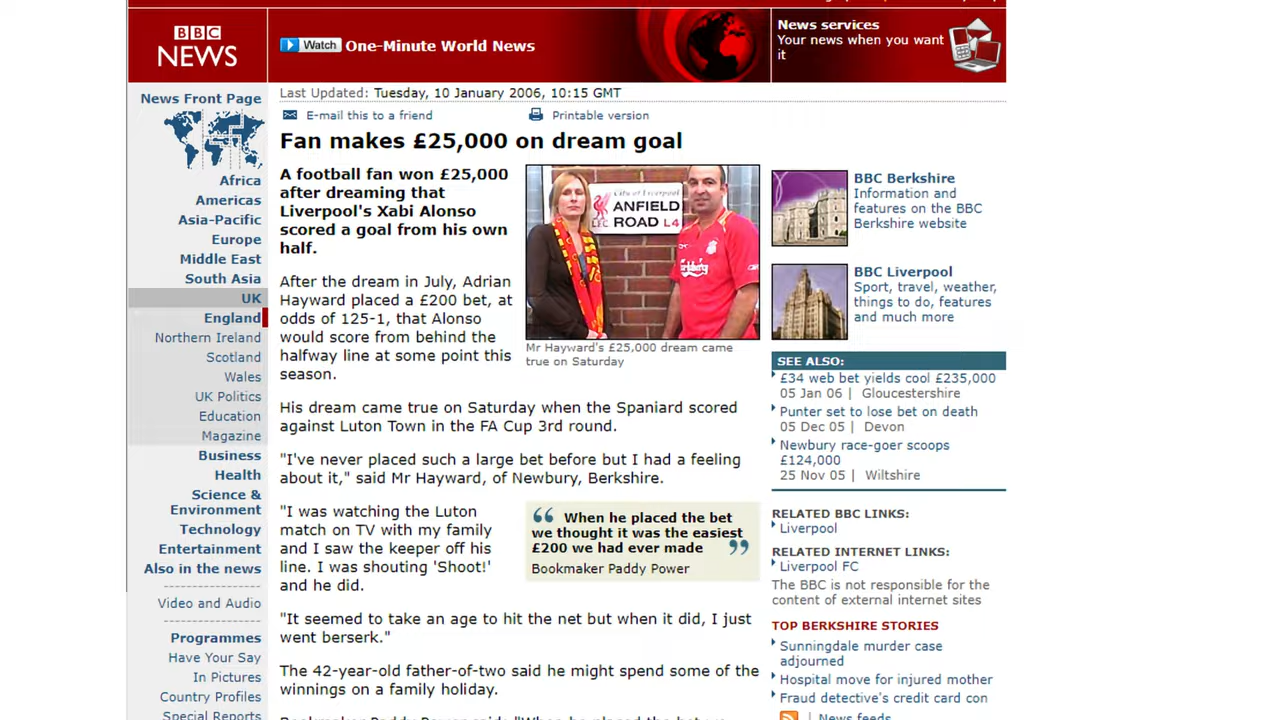 BBC
NEWS
Watch One-Minute World News
News services
Your news when you want
it
Last Updated: Tuesday, 10 January 2006, 10:15 GMT
E-mail this to a friend
Printable version
News Front Page
Africa
Americas
Asia-Pacific
Europe
Middle East
South Asia
UK
England
Northern Ireland
Scotland
Wales
UK Politics
Education
Magazine
Business
Health
Science &
Environment
Technology
Entertainment
Also in the news
Video and Audio
Programmes
Have Your Say
In Pictures
Country Profiles
Special Reports
Fan makes £25,000 on dream goal
A football fan won £25,000
after dreaming that
Liverpool's Xabi Alonso
scored a goal from his own
half.
City of Liverpool
ANFIELD
ROAD L4
LFC
Carlsberg
Mr Hayward's £25,000 dream came
true on Saturday
After the dream in July, Adrian
Hayward placed a £200 bet, at
odds of 125-1, that Alonso
would score from behind the
halfway line at some point this
season.
His dream came true on Saturday when the Spaniard scored
against Luton Town in the FA Cup 3rd round.
"I've never placed such a large bet before but I had a feeling
about it," said Mr Hayward, of Newbury, Berkshire.
"I was watching the Luton
match on TV with my family
and I saw the keeper off his
line. I was shouting 'Shoot!'
and he did.
“ When he placed the bet
we thought it was the easiest
£200 we had ever made ”
Bookmaker Paddy Power
"It seemed to take an age to hit the net but when it did, I just
went berserk."
The 42-year-old father-of-two said he might spend some of the
winnings on a family holiday.
Bookmaker Paddy Power said: "When he placed the bet we
BBC Berkshire
Information and
features on the BBC
Berkshire website
BBC Liverpool
Sport, travel, weather,
things to do, features
and much more
SEE ALSO:
£34 web bet yields cool £235,000
05 Jan 06 | Gloucestershire
Punter set to lose bet on death
05 Dec 05 | Devon
Newbury race-goer scoops
£124,000
25 Nov 05 | Wiltshire
RELATED BBC LINKS:
Liverpool
RELATED INTERNET LINKS:
Liverpool FC
The BBC is not responsible for the
content of external internet sites
TOP BERKSHIRE STORIES
Sunningdale murder case
adjourned
Hospital move for injured mother
Fraud detective's credit card con
News feeds